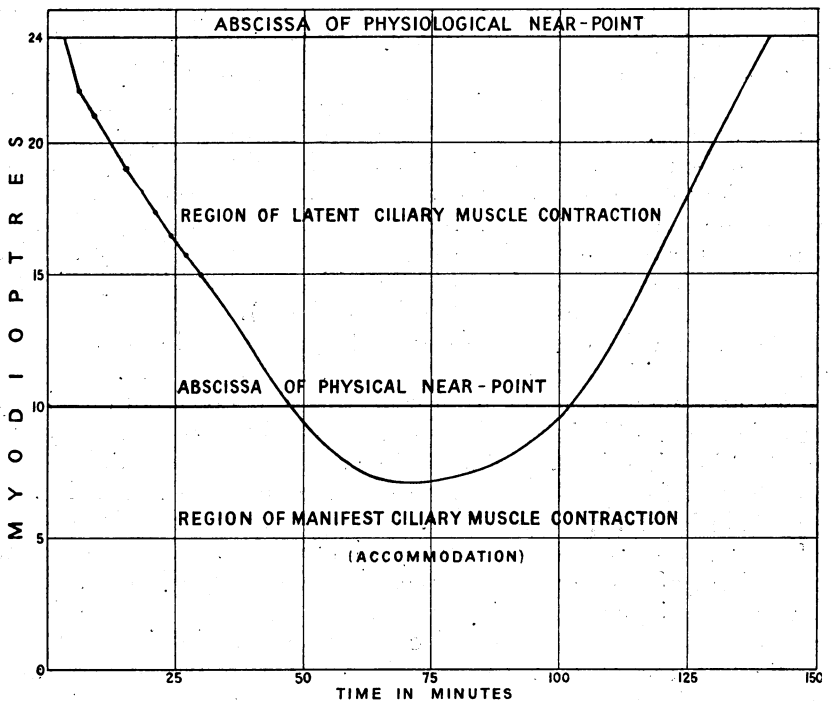 ABSCISSA OF PHYSIOLOGICAL NEAR-POINT
24
20
REGION OF LATENT CILIARY MUSCLE CONTRACTION
15
ABSCISSA OF PHYSICAL NEAR-POINT
10
REGION OF MANIFEST CILIARY MUSCLE CONTRACTION
5
(ACCOMMODATION)
0
25 50 75 100 125 150
TIME IN MINUTES
MYODIOPTRES